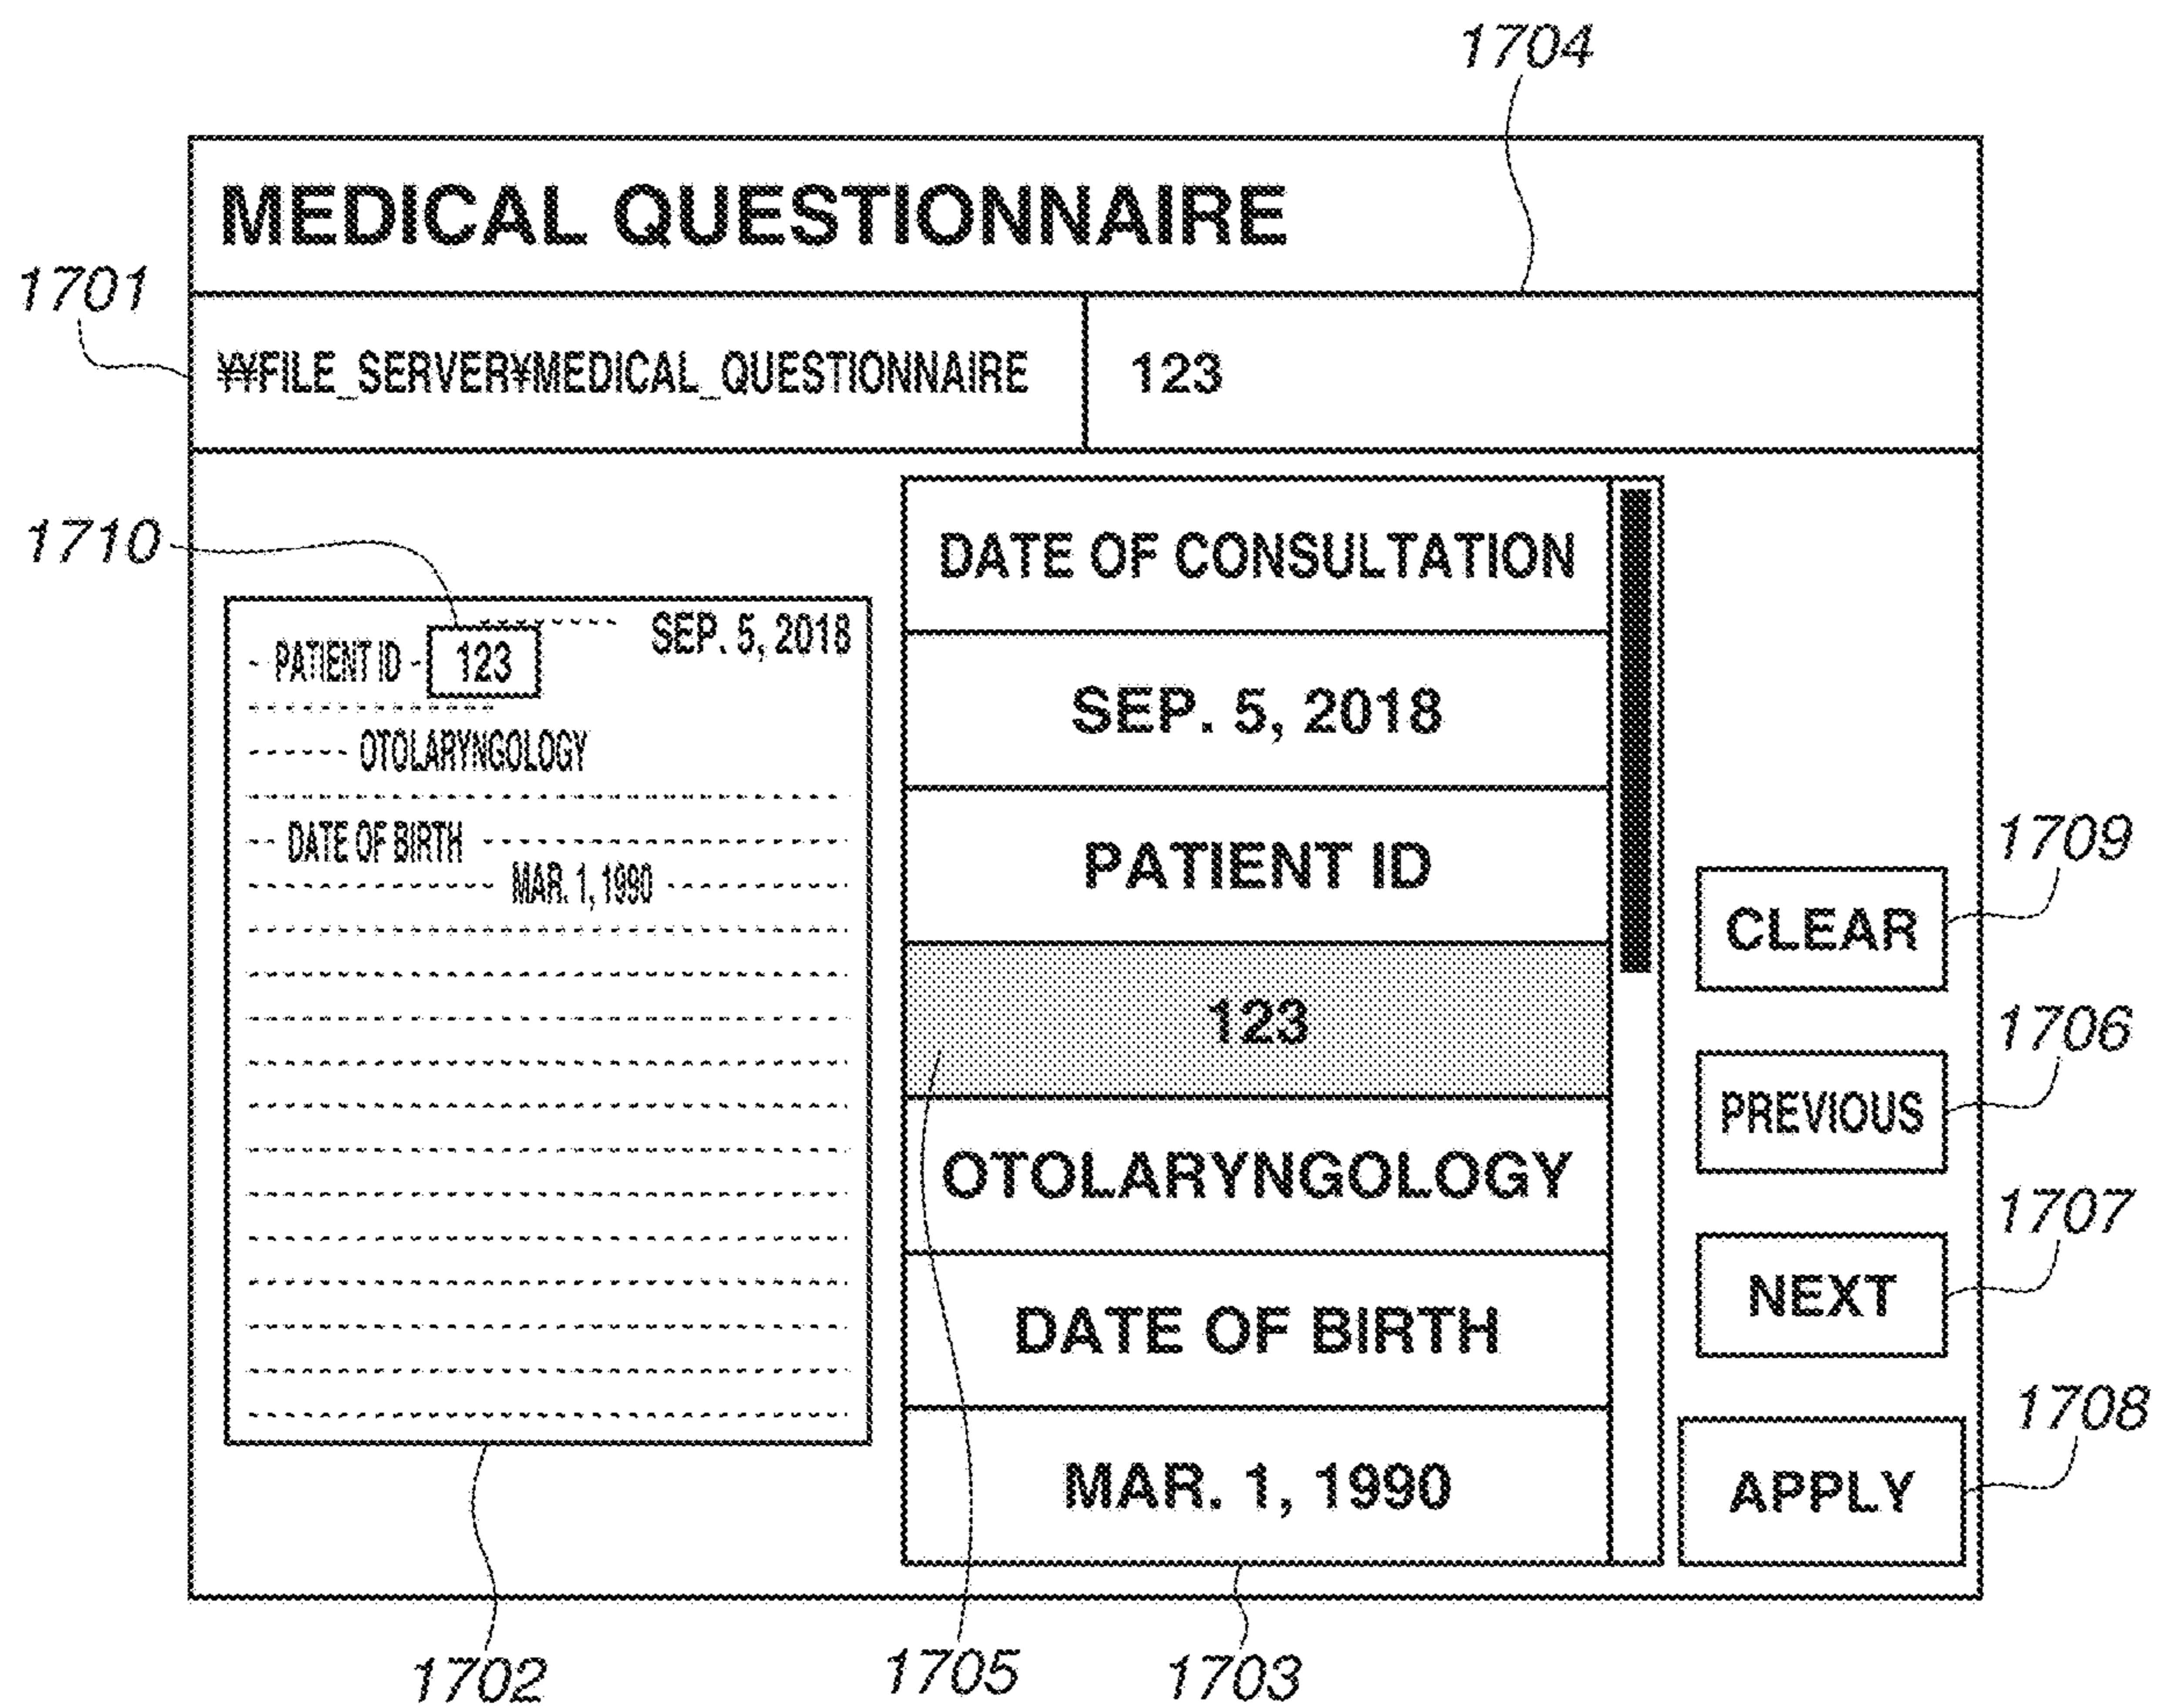 1704
MEDICAL QUESTIONNAIRE
1701
¥¥FILE_SERVER¥MEDICAL_QUESTIONNAIRE
123
1710
PATIENT ID
123
SEP. 5, 2018
OTOLARYNGOLOGY
DATE OF BIRTH
MAR. 1, 1990
DATE OF CONSULTATION
SEP. 5, 2018
PATIENT ID
123
OTOLARYNGOLOGY
DATE OF BIRTH
MAR. 1, 1990
1709
CLEAR
1706
PREVIOUS
1707
NEXT
1708
APPLY
1702
1705
1703